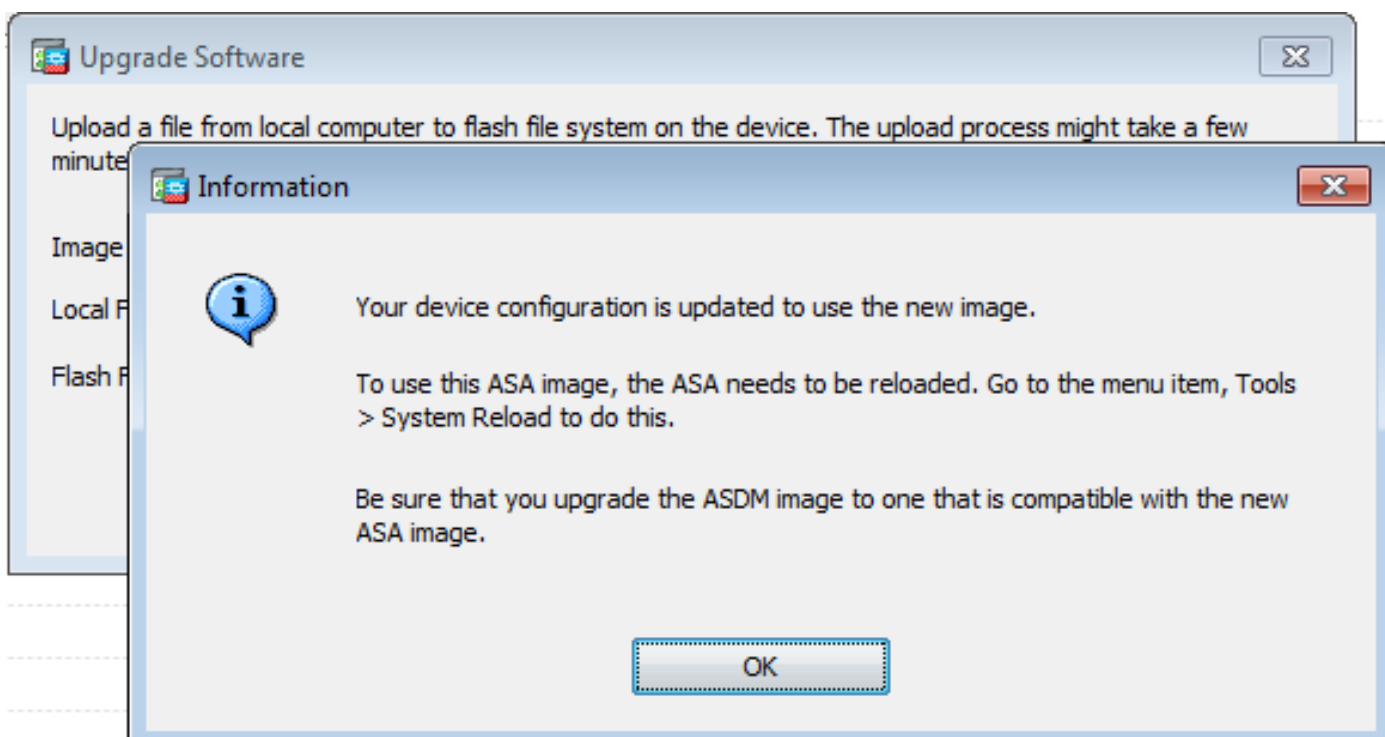 Upgrade Software
Upload a file from local computer to flash file system on the device. The upload process might take a few
minute
Information
Image
Local F
Flash F
Your device configuration is updated to use the new image.
To use this ASA image, the ASA needs to be reloaded. Go to the menu item, Tools
> System Reload to do this.
Be sure that you upgrade the ASDM image to one that is compatible with the new
ASA image.
OK